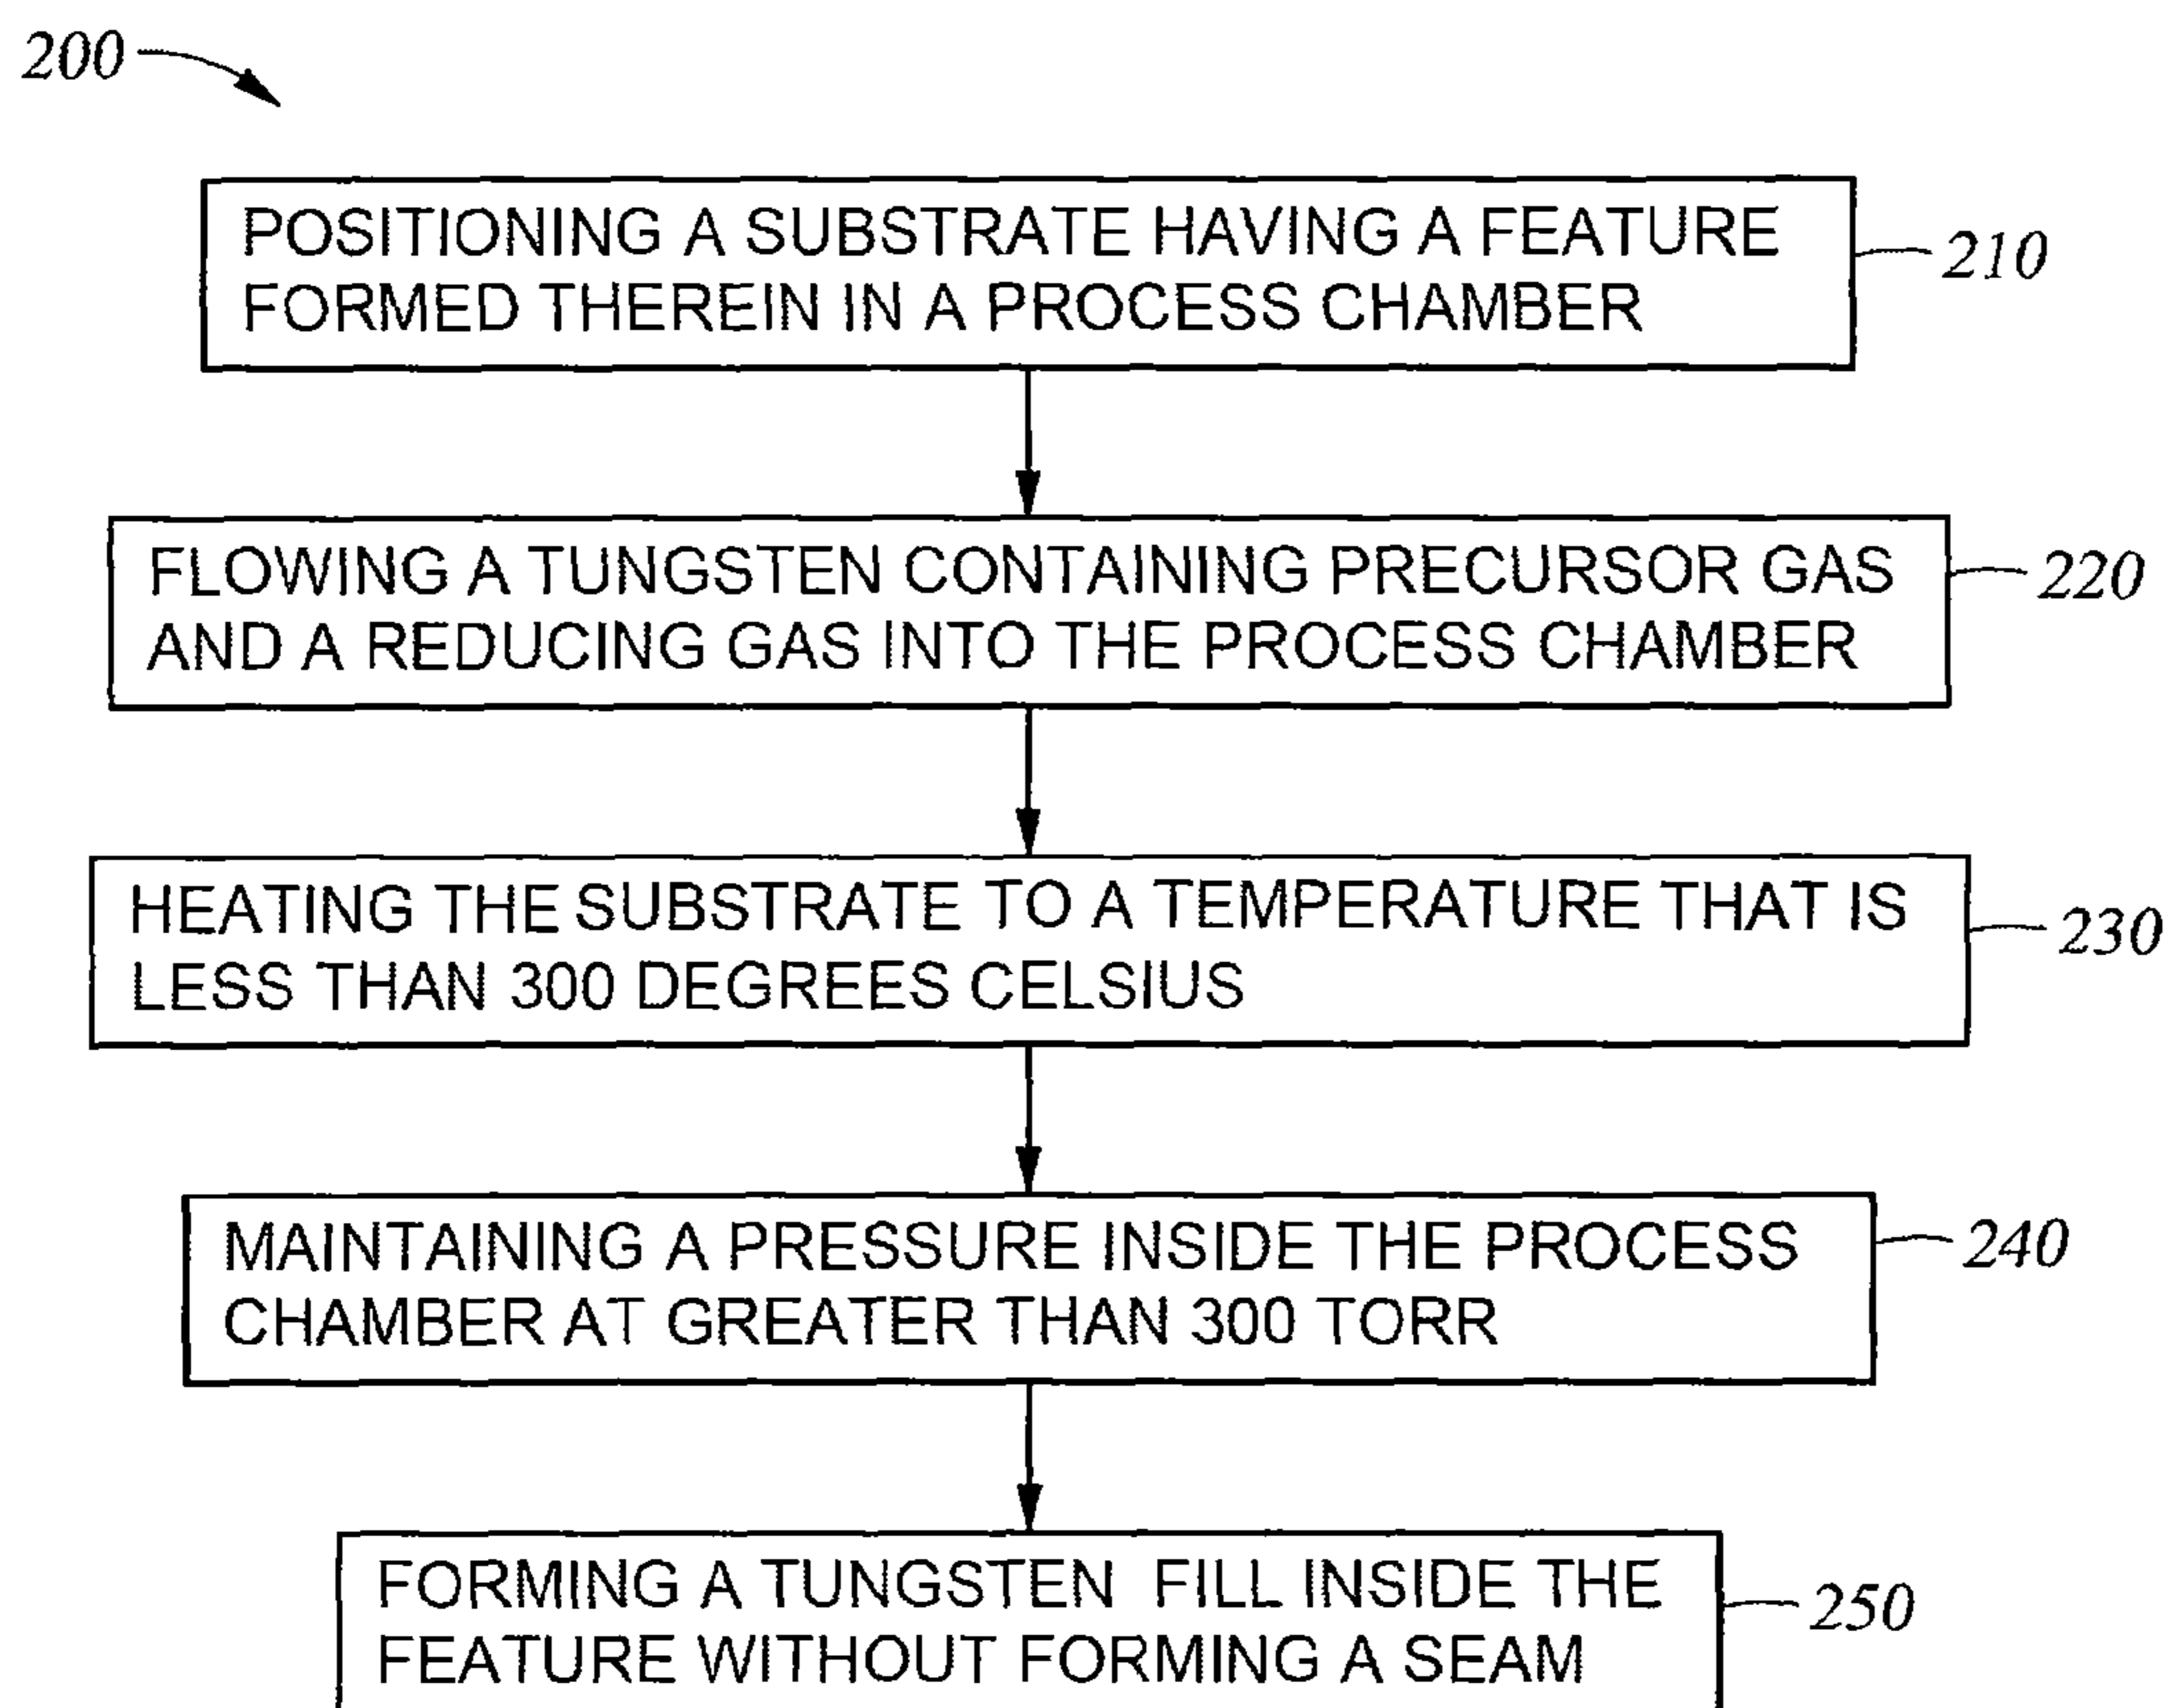 200
POSITIONING A SUBSTRATE HAVING A FEATURE
FORMED THEREIN IN A PROCESS CHAMBER
210
FLOWING A TUNGSTEN CONTAINING PRECURSOR GAS
AND A REDUCING GAS INTO THE PROCESS CHAMBER
220
HEATING THE SUBSTRATE TO A TEMPERATURE THAT IS
LESS THAN 300 DEGREES CELSIUS
230
MAINTAINING A PRESSURE INSIDE THE PROCESS
CHAMBER AT GREATER THAN 300 TORR
240
FORMING A TUNGSTEN FILL INSIDE THE
FEATURE WITHOUT FORMING A SEAM
250